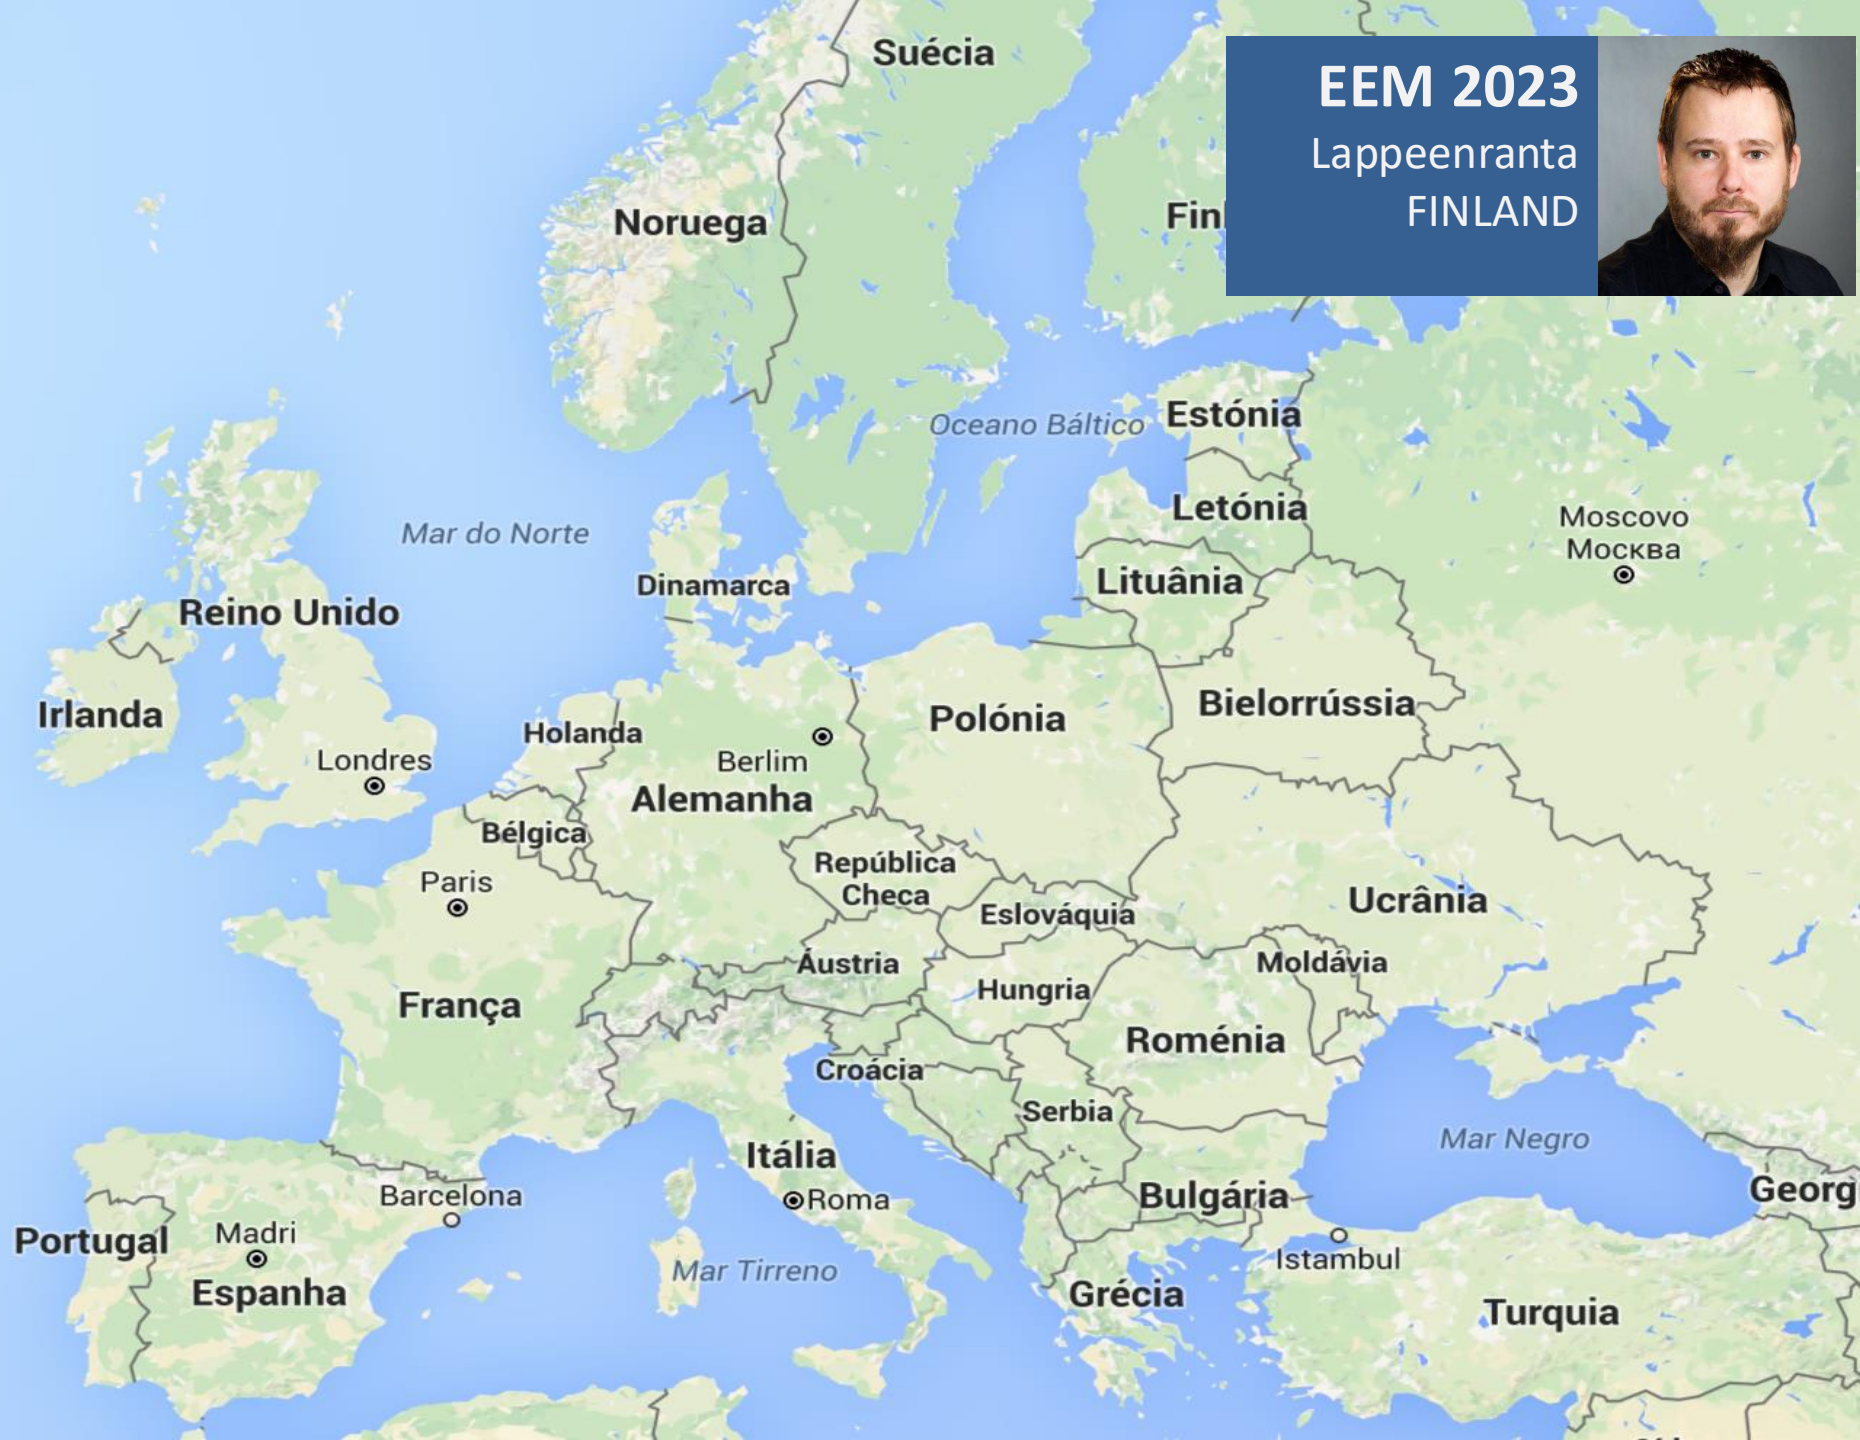 Suécia
EEM 2023
Lappeenranta
FINLAND
Noruega
Finl
Oceano Báltico
Estónia
Letónia
Mar do Norte
Moscovo
Москва
Dinamarca
Lituânia
Reino Unido
Irlanda
Bielorrússia
Polónia
Holanda
Londres
Berlim
Alemanha
Bélgica
República
Checa
Paris
Ucrânia
Eslováquia
Áustria
Moldávia
Hungria
França
Roménia
Croácia
Serbia
Mar Negro
Itália
Georg
Barcelona
Roma
Bulgária
Portugal
Madri
Istambul
Mar Tirreno
Espanha
Grécia
Turquia